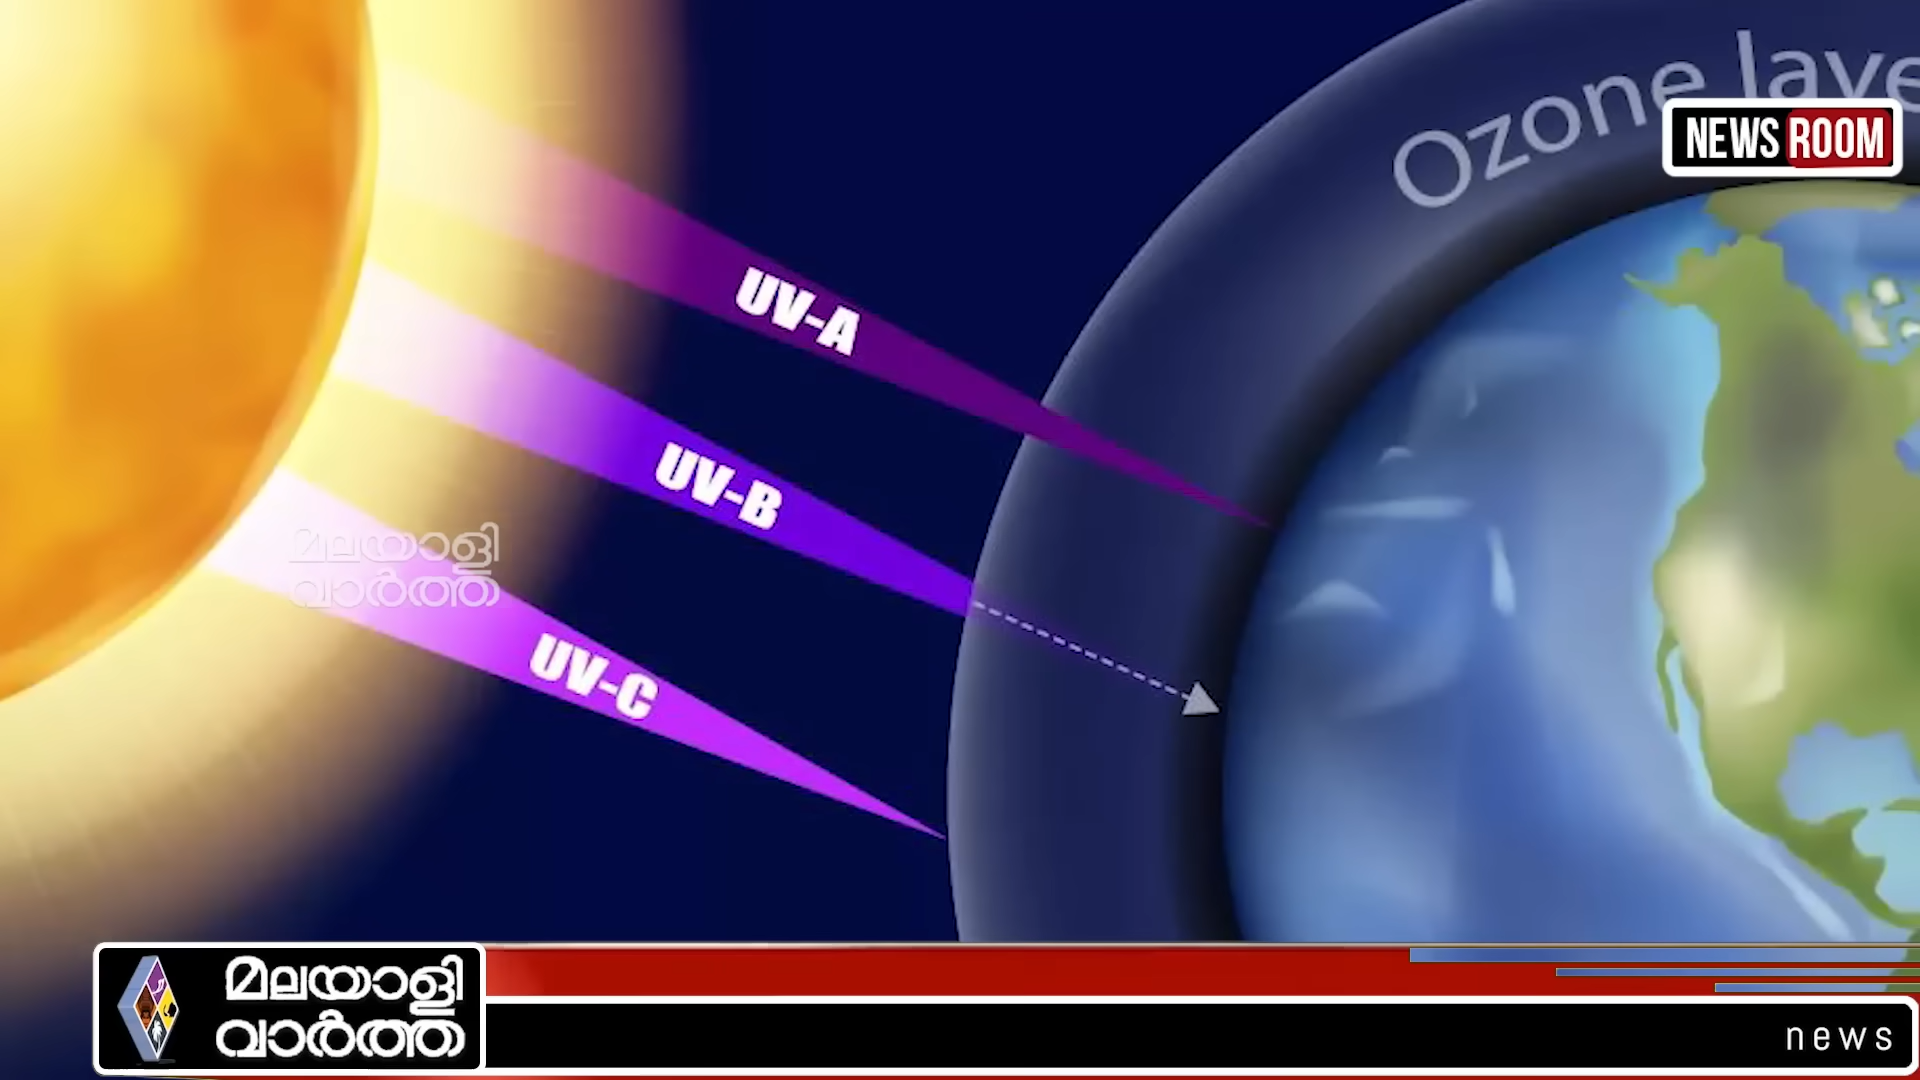 Ozone laye
NEWS ROOM
UV-A
UV-B
മലയാളി
വാർത്ത
UV-C
മലയാളി
വാർത്ത
news